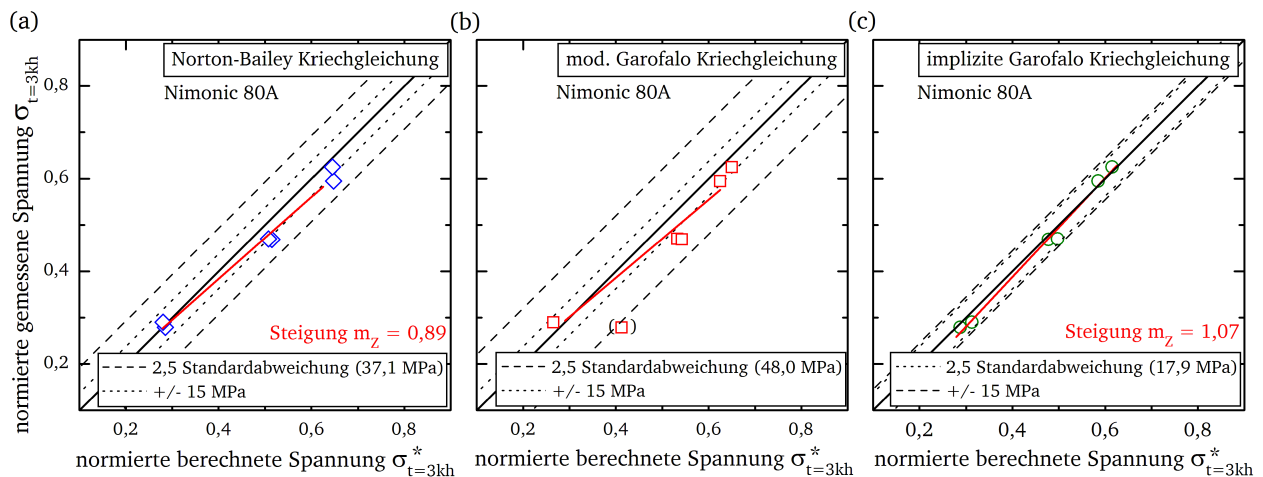 (a)
Norton-Bailey Kriechgleichung
Nimonic 80A
normierte gemessene Spannung σ t=3kh
0,8
0,6
0,4
0,2
Steigung m Z = 0,89
2,5 Standardabweichung (37,1 MPa)
+/- 15 MPa
0,2 0,4 0,6 0,8
normierte berechnete Spannung σ* t=3kh
(b)
mod. Garofalo Kriechgleichung
Nimonic 80A
( )
2,5 Standardabweichung (48,0 MPa)
+/- 15 MPa
0,2 0,4 0,6 0,8
normierte berechnete Spannung σ* t=3kh
(c)
implizite Garofalo Kriechgleichung
Nimonic 80A
Steigung m Z = 1,07
2,5 Standardabweichung (17,9 MPa)
+/- 15 MPa
0,2 0,4 0,6 0,8
normierte berechnete Spannung σ* t=3kh